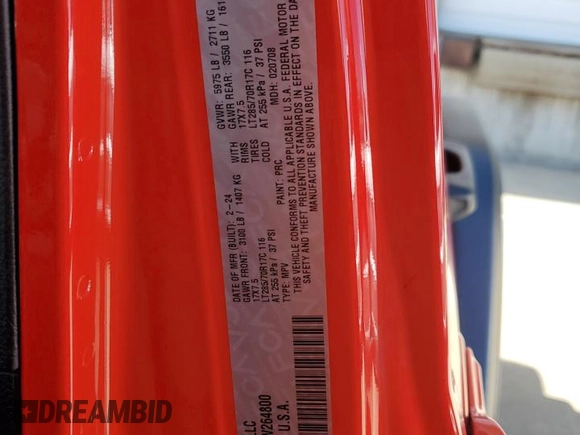 LLC
DATE OF MFR (BUILT): 2-24 GVWR: 5975 LB / 2711 KG
GAWR FRONT: 3100 LB / 1407 KG WITH GAWR REAR: 3550 LB / 161
17X7.5 RIMS 17X7.5
LT285/70R17C 116 TIRES LT285/70R17C 116
AT 255 kPa / 37 PSI COLD AT 255 kPa / 37 PSI
TYPE: MPV PAINT: PRC MDH: 020708
THIS VEHICLE CONFORMS TO ALL APPLICABLE U.S.A. FEDERAL MOTOR
SAFETY AND THEFT PREVENTION STANDARDS IN EFFECT ON THE DA
MANUFACTURE SHOWN ABOVE.
264800
U.S.A.
DREAMBID